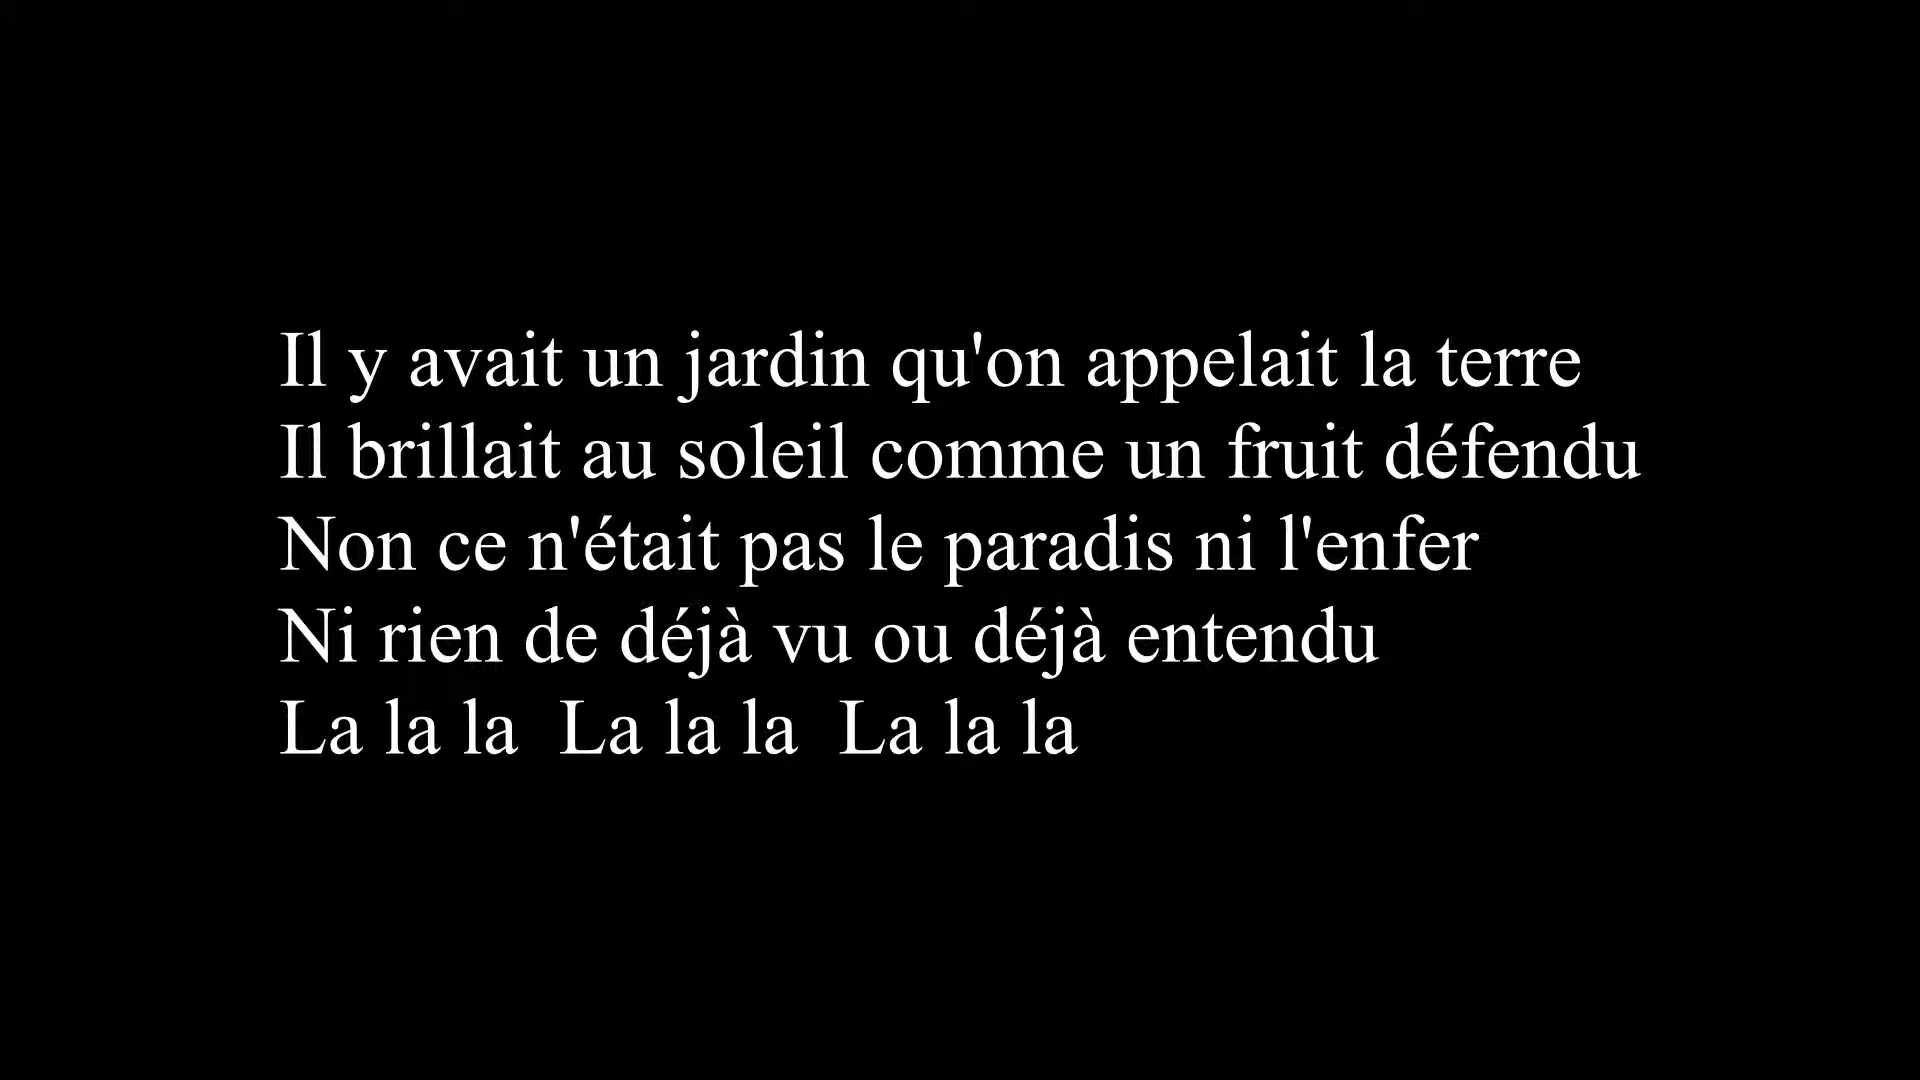 Il y avait un jardin qu'on appelait la terre
Il brillait au soleil comme un fruit défendu
Non ce n'était pas le paradis ni l'enfer
Ni rien de déjà vu ou déjà entendu
La la la  La la la  La la la